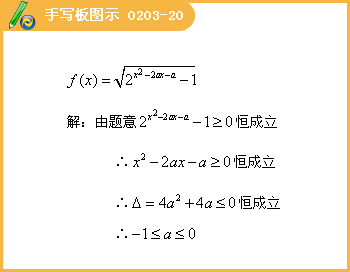 手写板图示 0203-20
f(x)=√(2^(x²−2ax−a)−1)
解：由题意2^(x²−2ax−a)−1≥0恒成立
∴x²−2ax−a≥0恒成立
∴Δ=4a²+4a≤0恒成立
∴−1≤a≤0